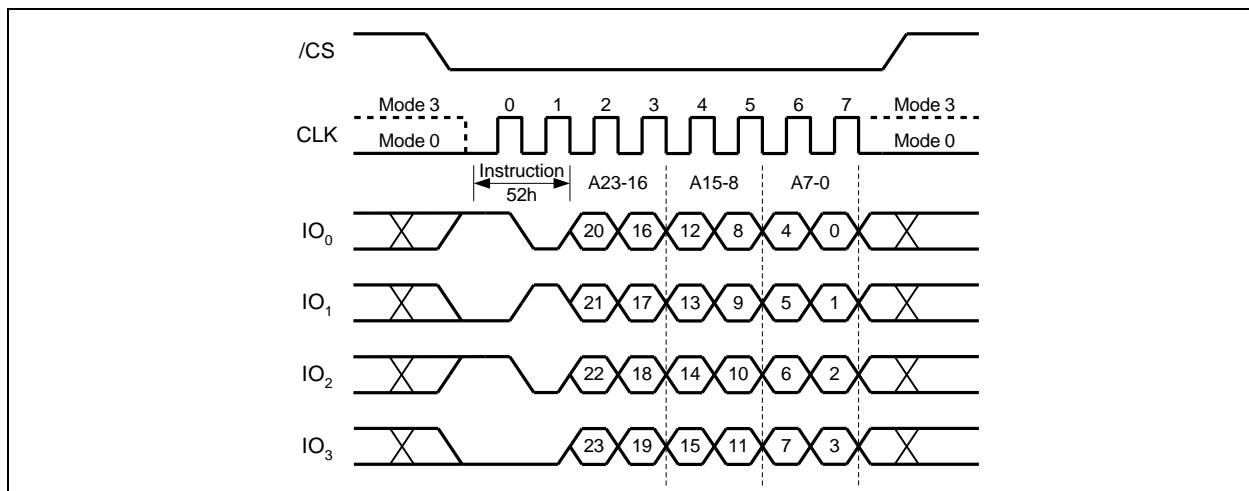 /CS
Mode 3 0 1 2 3 4 5 6 7 Mode 3
CLK
Mode 0 Mode 0
Instruction A23-16 A15-8 A7-0
52h
IO0 20 16 12 8 4 0
IO1 21 17 13 9 5 1
IO2 22 18 14 10 6 2
IO3 23 19 15 11 7 3